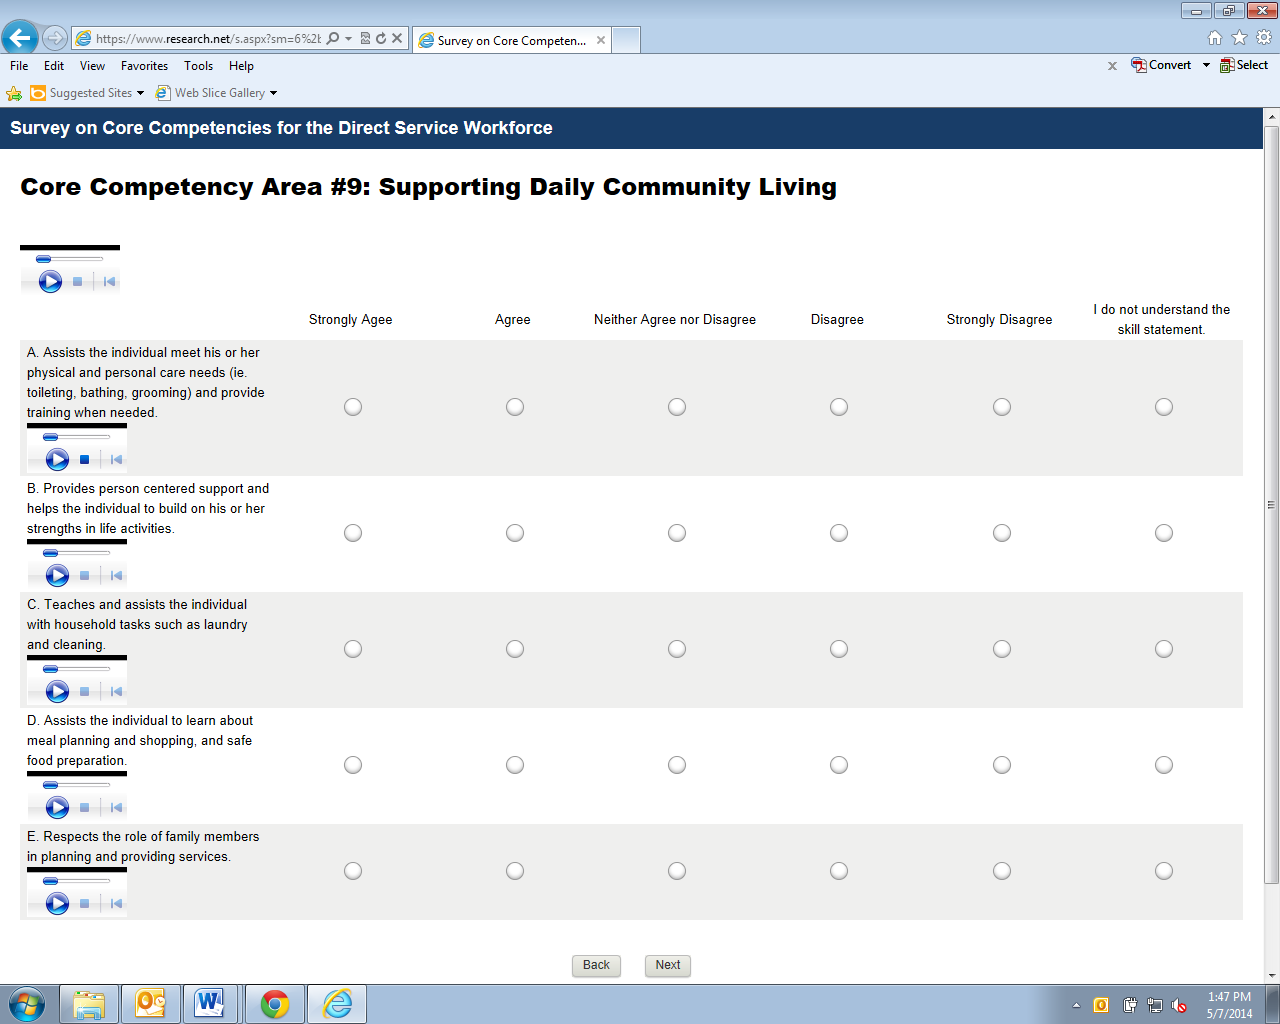 https://www.research.net/s.aspx?sm=6%2b
Survey on Core Competen...
File Edit View Favorites Tools Help
Convert Select
Suggested Sites Web Slice Gallery
Survey on Core Competencies for the Direct Service Workforce
Core Competency Area #9: Supporting Daily Community Living
Strongly Agee Agree Neither Agree nor Disagree Disagree Strongly Disagree I do not understand the
skill statement.
A. Assists the individual meet his or her
physical and personal care needs (ie.
toileting, bathing, grooming) and provide
training when needed.
B. Provides person centered support and
helps the individual to build on his or her
strengths in life activities.
C. Teaches and assists the individual
with household tasks such as laundry
and cleaning.
D. Assists the individual to learn about
meal planning and shopping, and safe
food preparation.
E. Respects the role of family members
in planning and providing services.
Back Next
1:47 PM
5/7/2014